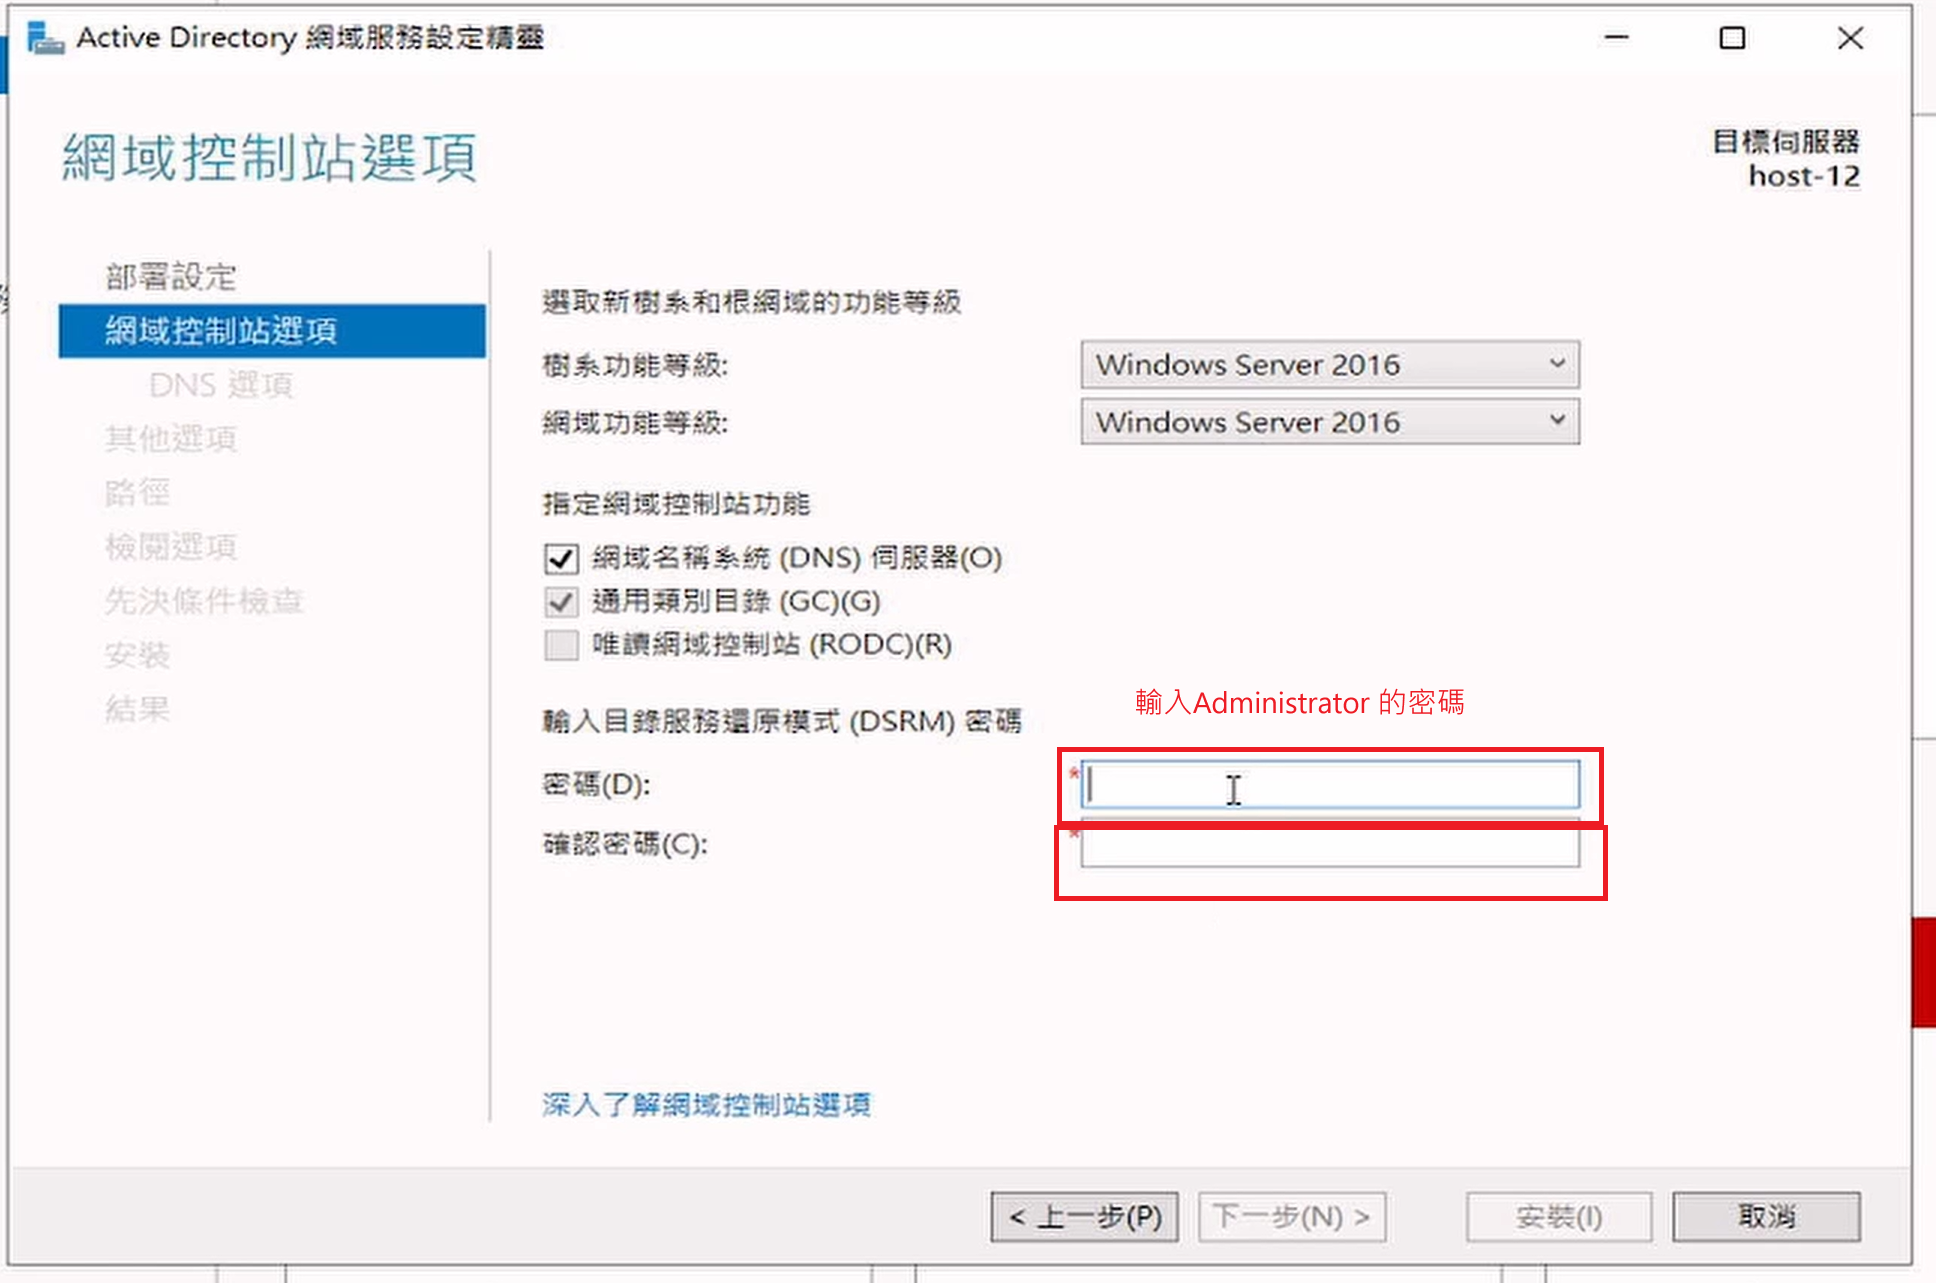 Active Directory 網域服務設定精靈
網域控制站選項
目標伺服器
host-12
部署設定
網域控制站選項
DNS 選項
其他選項
路徑
檢閱選項
先決條件檢查
安裝
結果
選取新樹系和根網域的功能等級
樹系功能等級:
Windows Server 2016
網域功能等級:
Windows Server 2016
指定網域控制站功能
網域名稱系統 (DNS) 伺服器(O)
通用類別目錄 (GC)(G)
唯讀網域控制站 (RODC)(R)
輸入Administrator 的密碼
輸入目錄服務還原模式 (DSRM) 密碼
密碼(D):
*
確認密碼(C):
*
深入了解網域控制站選項
< 上一步(P)
下一步(N) >
安裝(I)
取消